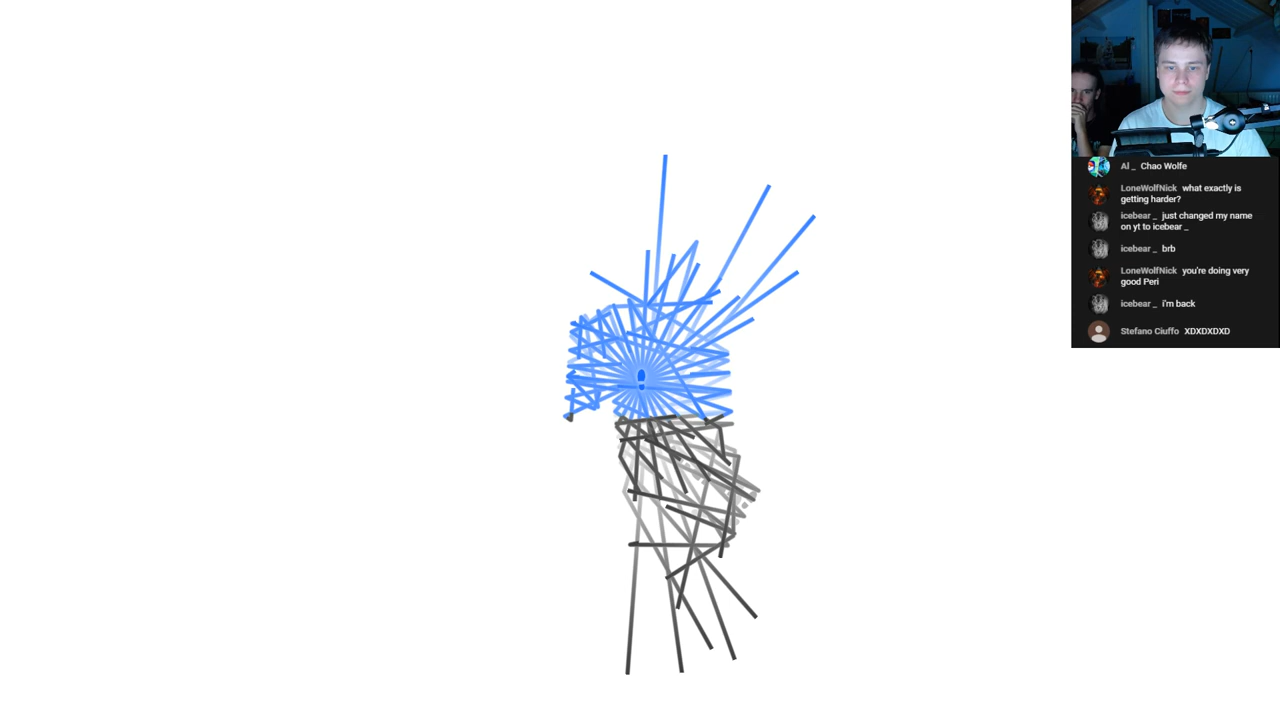 Al _ Chao Wolfe
LoneWolfNick what exactly is
getting harder?
icebear _ just changed my name
on yt to icebear _
icebear _ brb
LoneWolfNick you're doing very
good Peri
icebear _ i'm back
Stefano Ciuffo XDXDXDXD